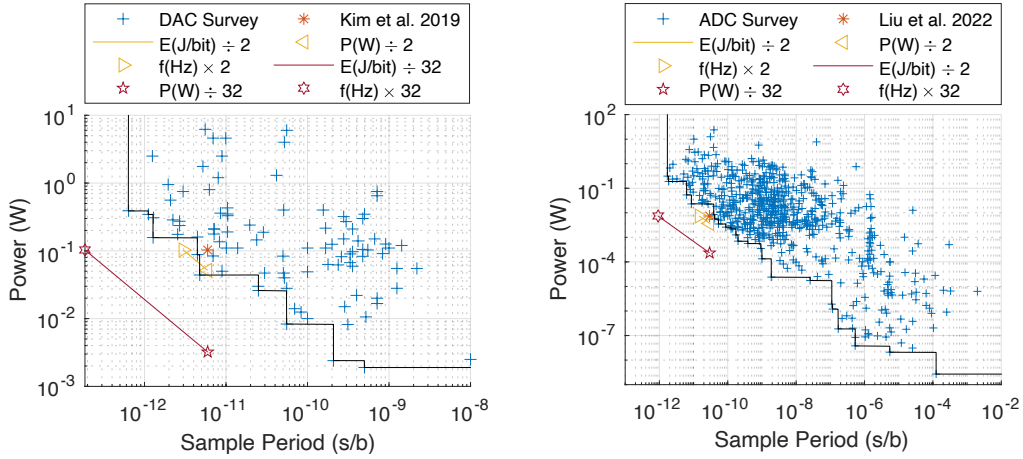 DAC Survey Kim et al. 2019
E(J/bit) ÷ 2 P(W) ÷ 2
f(Hz) × 2 E(J/bit) ÷ 32
P(W) ÷ 32 f(Hz) × 32
10^1
10^0
10^-1
10^-2
10^-3
Power (W)
10^-12 10^-11 10^-10 10^-9 10^-8
Sample Period (s/b)
ADC Survey Liu et al. 2022
E(J/bit) ÷ 2 P(W) ÷ 2
f(Hz) × 2 E(J/bit) ÷ 2
P(W) ÷ 32 f(Hz) × 32
10^2
10^-1
10^-4
10^-7
Power (W)
10^-12 10^-10 10^-8 10^-6 10^-4 10^-2
Sample Period (s/b)